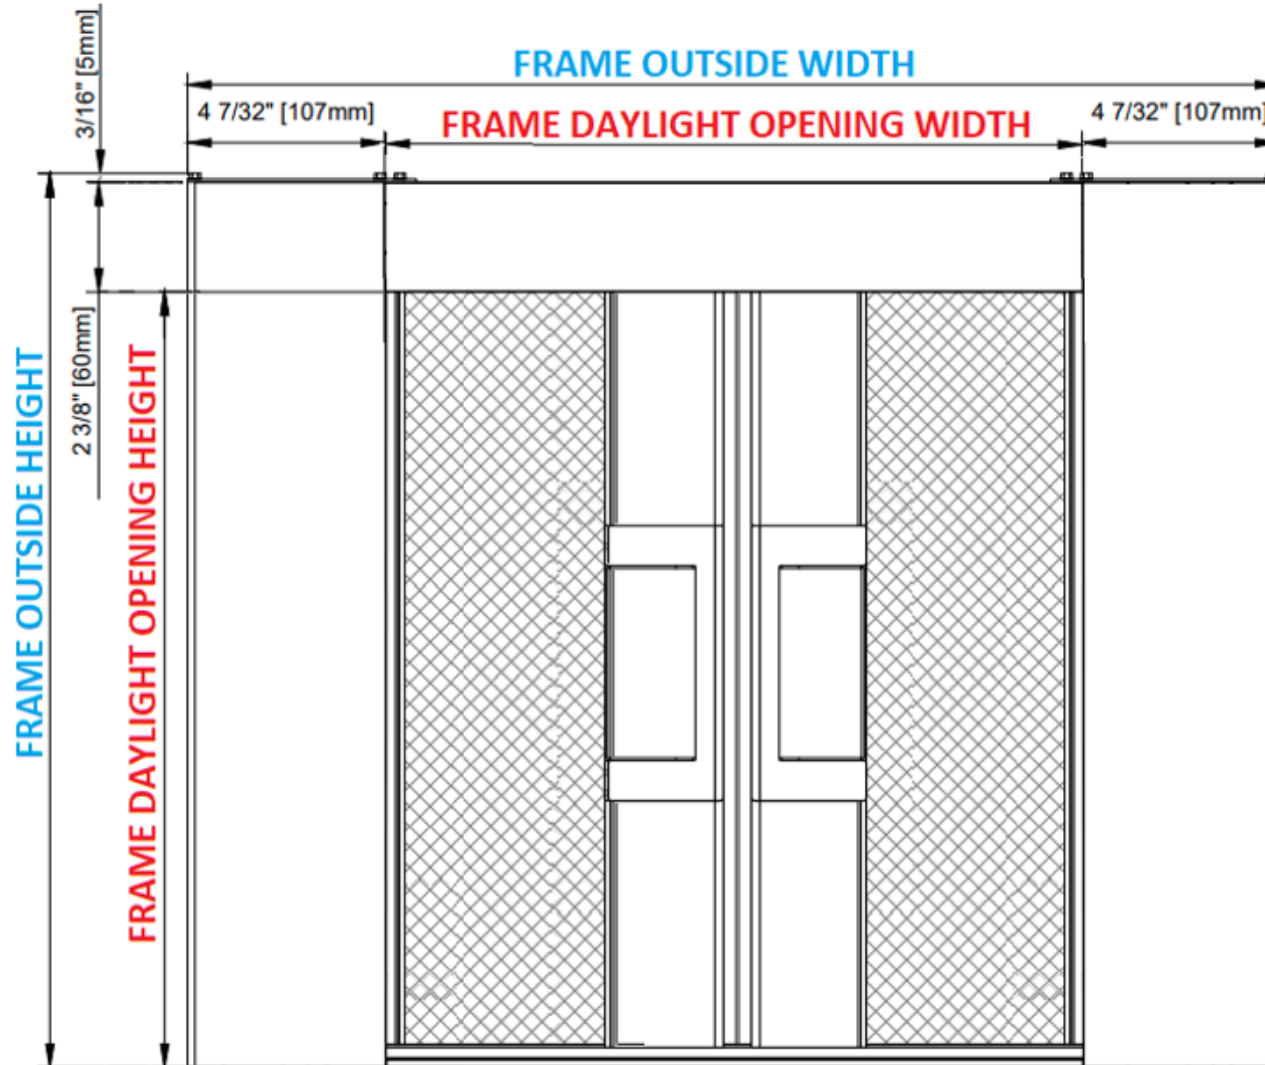 FRAME OUTSIDE WIDTH
4 7/32" [107mm]
FRAME DAYLIGHT OPENING WIDTH
4 7/32" [107mm]
3/16" [5mm]
2 3/8" [60mm]
FRAME OUTSIDE HEIGHT
FRAME DAYLIGHT OPENING HEIGHT